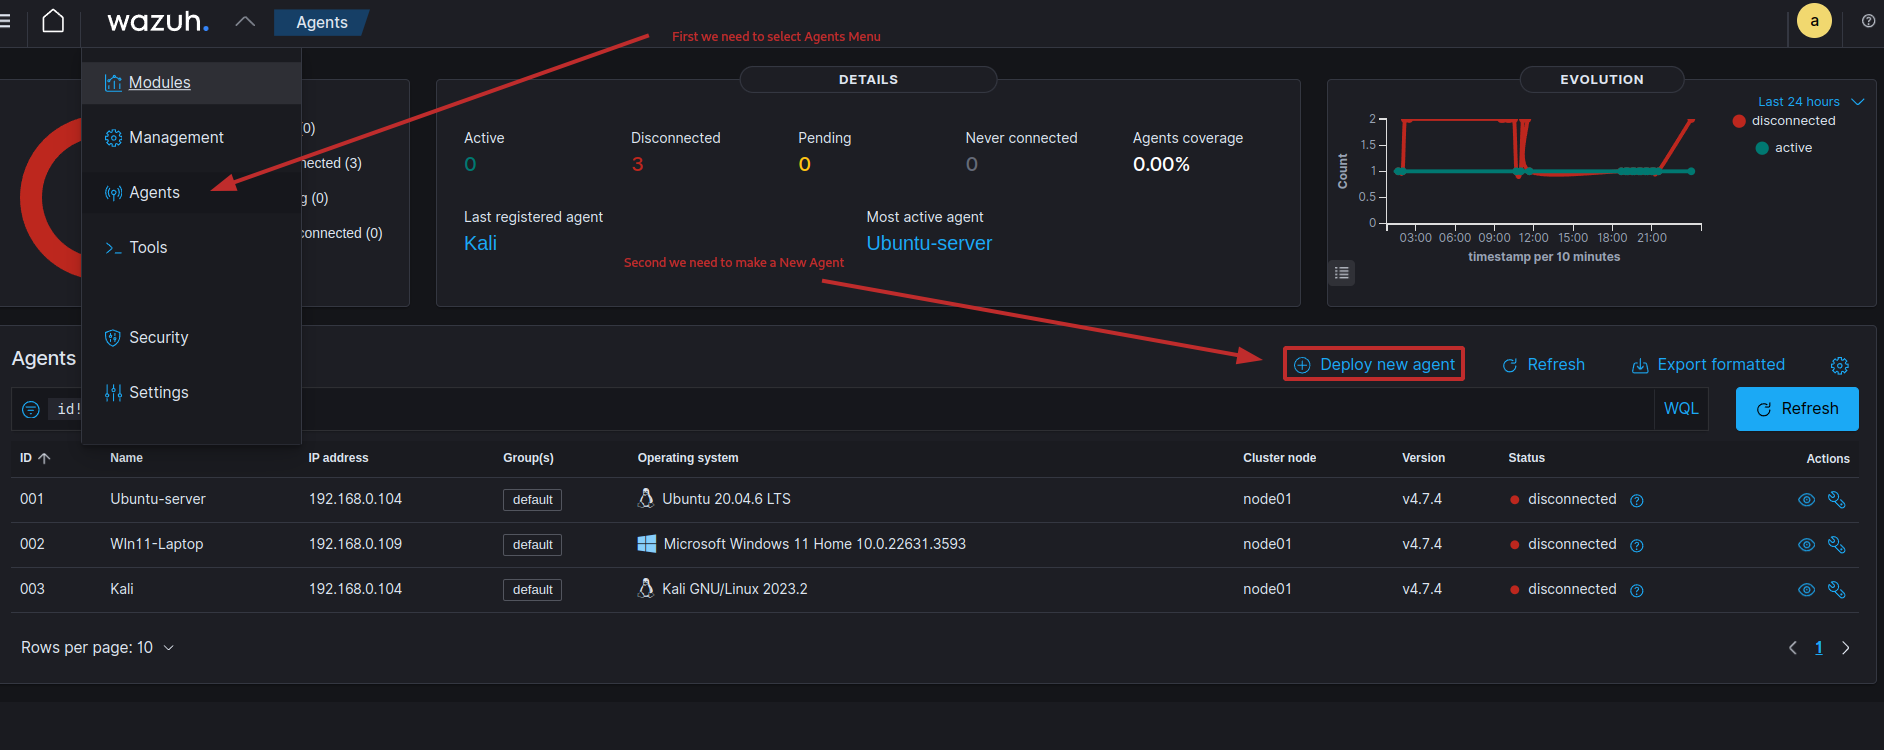 wazuh.
Agents
a
First we need to select Agents Menu
Modules
Management
Agents
Tools
Security
Settings
(0)
nected (3)
g (0)
connected (0)
DETAILS
Active
0
Disconnected
3
Pending
0
Never connected
0
Agents coverage
0.00%
Last registered agent
Kali
Most active agent
Ubuntu-server
Second we need to make a New Agent
EVOLUTION
Last 24 hours
disconnected
active
Count
2
1.5
1
0.5
0
03:00 06:00 09:00 12:00 15:00 18:00 21:00
timestamp per 10 minutes
Agents
Deploy new agent
Refresh
Export formatted
id!
WQL
Refresh
ID Name IP address Group(s) Operating system Cluster node Version Status Actions
001 Ubuntu-server 192.168.0.104 default Ubuntu 20.04.6 LTS node01 v4.7.4 disconnected
002 WIn11-Laptop 192.168.0.109 default Microsoft Windows 11 Home 10.0.22631.3593 node01 v4.7.4 disconnected
003 Kali 192.168.0.104 default Kali GNU/Linux 2023.2 node01 v4.7.4 disconnected
Rows per page: 10
1